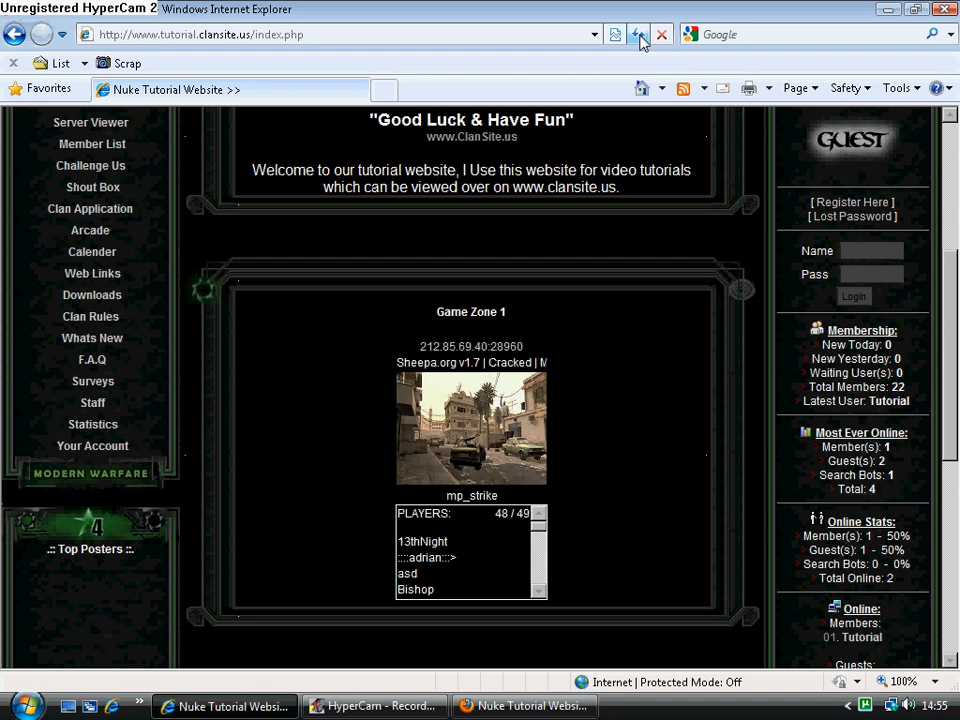 Unregistered HyperCam 2
Windows Internet Explorer
http://www.tutorial.clansite.us/index.php
Google
List
Scrap
Favorites
Nuke Tutorial Website >>
Page
Safety
Tools
Server Viewer
Member List
Challenge Us
Shout Box
Clan Application
Arcade
Calender
Web Links
Downloads
Clan Rules
Whats New
F.A.Q
Surveys
Staff
Statistics
Your Account
MODERN WARFARE
4
.:: Top Posters ::.
"Good Luck & Have Fun"
www.ClanSite.us
Welcome to our tutorial website, I Use this website for video tutorials
which can be viewed over on www.clansite.us.
Game Zone 1
212.85.69.40:28960
Sheepa.org v1.7 | Cracked | M
mp_strike
PLAYERS: 48 / 49
13thNight
::::adrian:::>
asd
Bishop
GUEST
[ Register Here ]
[ Lost Password ]
Name
Pass
Login
Membership:
New Today: 0
New Yesterday: 0
Waiting User(s): 0
Total Members: 22
Latest User: Tutorial
Most Ever Online:
Member(s): 1
Guest(s): 2
Search Bots: 1
Total: 4
Online Stats:
Member(s): 1 - 50%
Guest(s): 1 - 50%
Search Bots: 0 - 0%
Total Online: 2
Online:
Members:
01. Tutorial
Guests:
Internet | Protected Mode: Off
100%
Nuke Tutorial Websi...
HyperCam - Record...
Nuke Tutorial Websi...
14:55